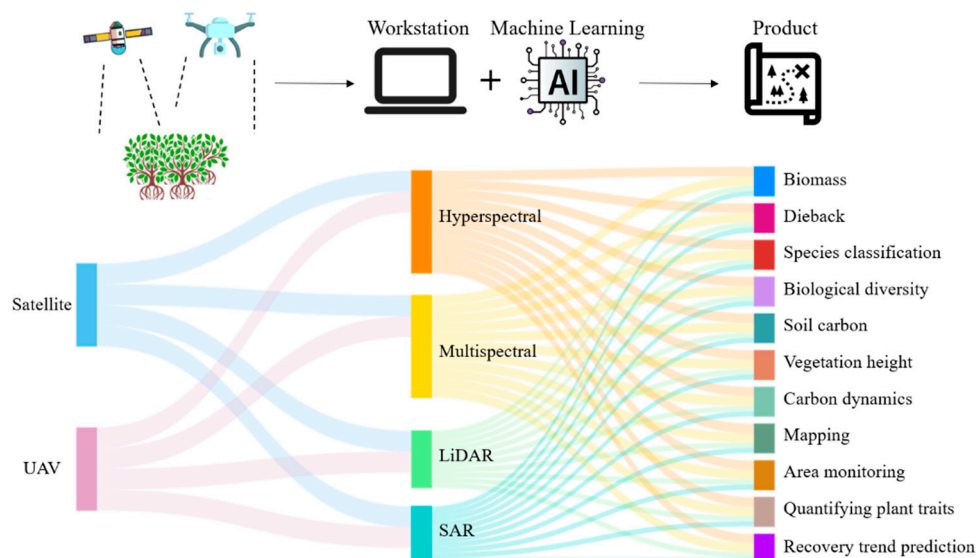 Workstation
Machine Learning
Product
AI
Satellite
UAV
Hyperspectral
Multispectral
LiDAR
SAR
Biomass
Dieback
Species classification
Biological diversity
Soil carbon
Vegetation height
Carbon dynamics
Mapping
Area monitoring
Quantifying plant traits
Recovery trend prediction